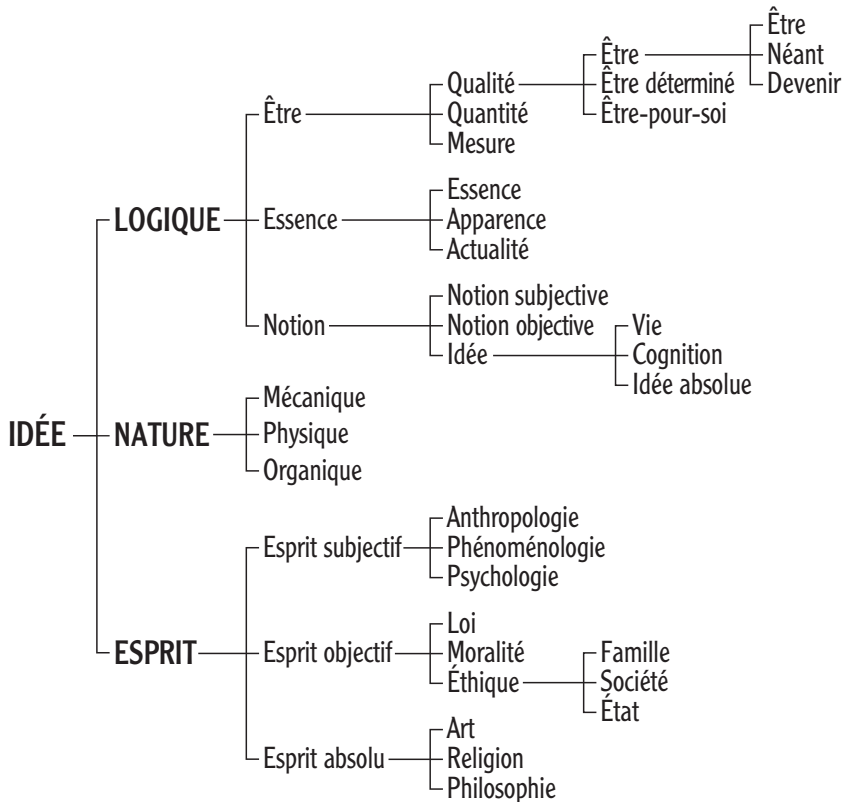 IDÉE
LOGIQUE
Être
Qualité
Être
Être
Néant
Devenir
Être déterminé
Être-pour-soi
Quantité
Mesure
Essence
Essence
Apparence
Actualité
Notion
Notion subjective
Notion objective
Idée
Vie
Cognition
Idée absolue
NATURE
Mécanique
Physique
Organique
ESPRIT
Esprit subjectif
Anthropologie
Phénoménologie
Psychologie
Esprit objectif
Loi
Moralité
Éthique
Famille
Société
État
Esprit absolu
Art
Religion
Philosophie